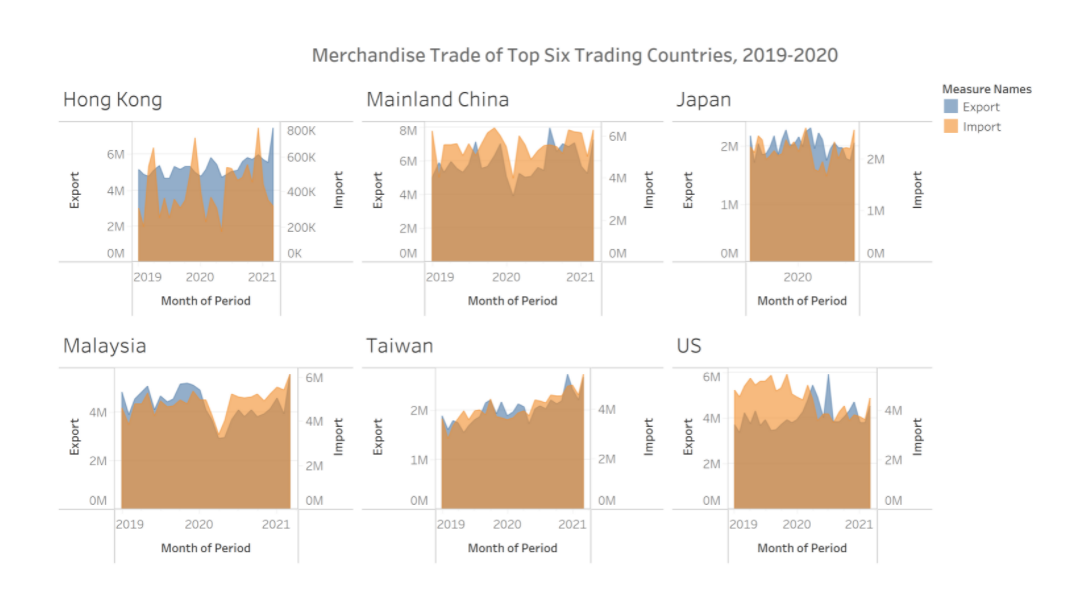 Merchandise Trade of Top Six Trading Countries, 2019-2020
Measure Names
Export
Import
Hong Kong
6M
4M
2M
0M
Export
800K
600K
400K
200K
0K
Import
2019 2020 2021
Month of Period
Mainland China
8M
6M
4M
2M
0M
Export
6M
4M
2M
0M
Import
2019 2020 2021
Month of Period
Japan
2M
1M
0M
Export
2M
1M
0M
Import
2020
Month of Period
Malaysia
4M
2M
0M
Export
6M
4M
2M
0M
Import
2019 2020 2021
Month of Period
Taiwan
2M
1M
0M
Export
4M
2M
0M
Import
2019 2020 2021
Month of Period
US
6M
4M
2M
0M
Export
4M
2M
0M
Import
2019 2020 2021
Month of Period